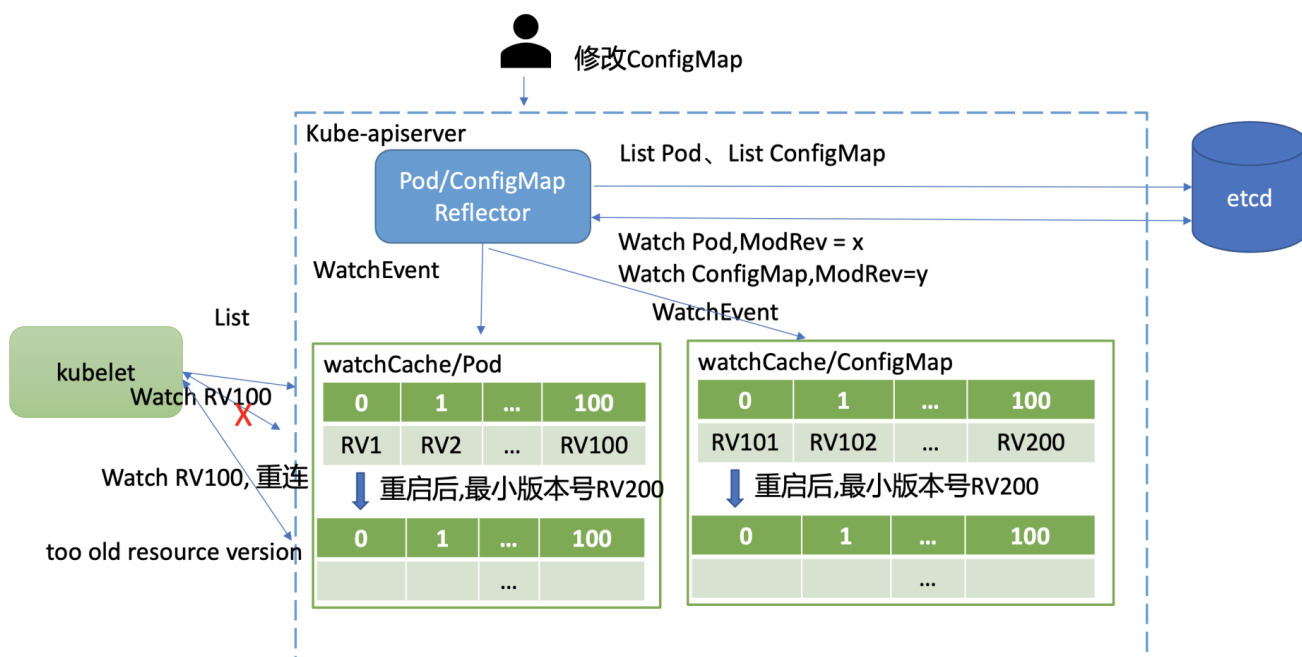 修改ConfigMap
Kube-apiserver
Pod/ConfigMap
Reflector
List Pod、List ConfigMap
etcd
Watch Pod,ModRev = x
Watch ConfigMap,ModRev=y
WatchEvent
WatchEvent
List
kubelet
Watch RV100
X
Watch RV100, 重连
too old resource version
watchCache/Pod
0 1 ... 100
RV1 RV2 ... RV100
重启后,最小版本号RV200
0 1 ... 100
...
watchCache/ConfigMap
0 1 ... 100
RV101 RV102 ... RV200
重启后,最小版本号RV200
0 1 ... 100
...